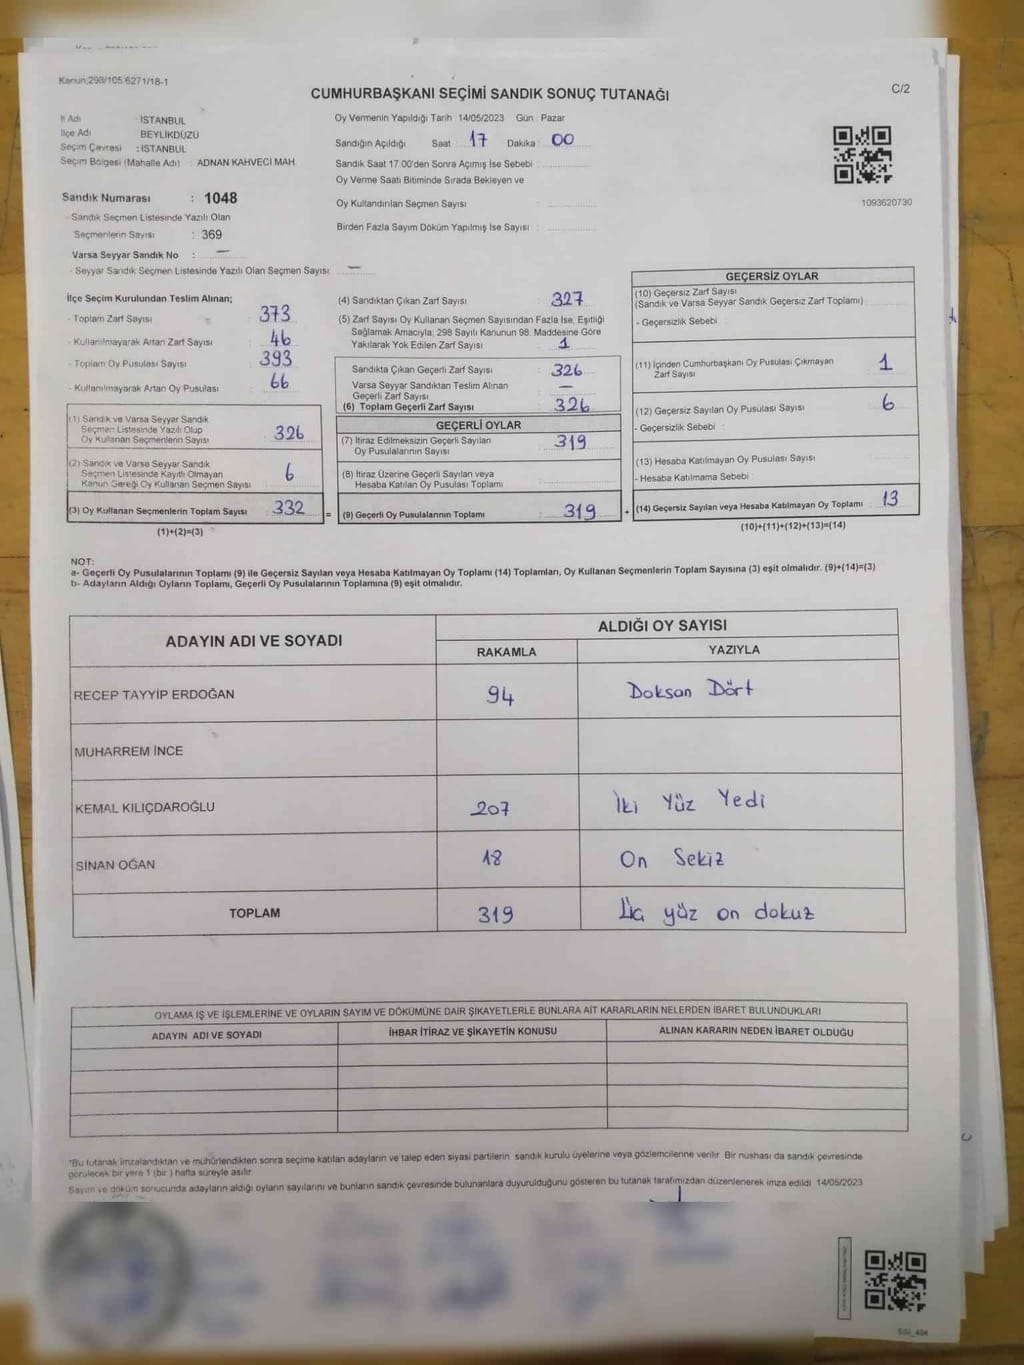 Kanun:298/105.6271/18-1
CUMHURBAŞKANI SEÇİMİ SANDIK SONUÇ TUTANAĞI
C/2
İl Adı : İSTANBUL
İlçe Adı : BEYLİKDÜZÜ
Seçim Çevresi : İSTANBUL
Seçim Bölgesi (Mahalle Adı) : ADNAN KAHVECİ MAH.
Sandık Numarası : 1048
- Sandık Seçmen Listesinde Yazılı Olan
Seçmenlerin Sayısı : 369
Varsa Seyyar Sandık No : —
- Seyyar Sandık Seçmen Listesinde Yazılı Olan Seçmen Sayısı: —
Oy Vermenin Yapıldığı Tarih 14/05/2023 Gün : Pazar
Sandığın Açıldığı Saat : 17 Dakika : 00
Sandık Saat 17.00'den Sonra Açımış İse Sebebi :
Oy Verme Saati Bitiminde Sırada Bekleyen ve
Oy Kullandırılan Seçmen Sayısı :
Birden Fazla Sayım Döküm Yapılmış İse Sayısı :
1093620730
İlçe Seçim Kurulundan Teslim Alınan;
- Toplam Zarf Sayısı : 373
- Kullanılmayarak Artan Zarf Sayısı : 46
- Toplam Oy Pusulası Sayısı : 393
- Kullanılmayarak Artan Oy Pusulası : 66
(1) Sandık ve Varsa Seyyar Sandık
Seçmen Listesinde Yazılı Olup
Oy Kullanan Seçmenlerin Sayısı : 326
(2) Sandık ve Varsa Seyyar Sandık
Seçmen Listesinde Kayıtlı Olmayan
Kanun Gereği Oy Kullanan Seçmen Sayısı : 6
(3) Oy Kullanan Seçmenlerin Toplam Sayısı : 332
(1)+(2)=(3)
(4) Sandıktan Çıkan Zarf Sayısı : 327
(5) Zarf Sayısı Oy Kullanan Seçmen Sayısından Fazla İse, Eşitliği
Sağlamak Amacıyla; 298 Sayılı Kanunun 98. Maddesine Göre
Yakılarak Yok Edilen Zarf Sayısı : 1
Sandıkta Çıkan Geçerli Zarf Sayısı : 326
Varsa Seyyar Sandıktan Teslim Alınan
Geçerli Zarf Sayısı : —
(6) Toplam Geçerli Zarf Sayısı : 326
GEÇERLİ OYLAR
(7) İtiraz Edilmeksizin Geçerli Sayılan
Oy Pusulalarının Sayısı : 319
(8) İtiraz Üzerine Geçerli Sayılan veya
Hesaba Katılan Oy Pusulası Toplamı :
= (9) Geçerli Oy Pusulalarının Toplamı : 319 +
GEÇERSİZ OYLAR
(10) Geçersiz Zarf Sayısı
(Sandık ve Varsa Seyyar Sandık Geçersiz Zarf Toplamı)
- Geçersizlik Sebebi :
(11) İçinden Cumhurbaşkanı Oy Pusulası Çıkmayan
Zarf Sayısı : 1
(12) Geçersiz Sayılan Oy Pusulası Sayısı : 6
- Geçersizlik Sebebi :
(13) Hesaba Katılmayan Oy Pusulası Sayısı :
- Hesaba Katılmama Sebebi :
(14) Geçersiz Sayılan veya Hesaba Katılmayan Oy Toplamı : 13
(10)+(11)+(12)+(13)=(14)
NOT:
a- Geçerli Oy Pusulalarının Toplamı (9) ile Geçersiz Sayılan veya Hesaba Katılmayan Oy Toplamı (14) Toplamları, Oy Kullanan Seçmenlerin Toplam Sayısına (3) eşit olmalıdır. (9)+(14)=(3)
b- Adayların Aldığı Oyların Toplamı, Geçerli Oy Pusulalarının Toplamına (9) eşit olmalıdır.
ADAYIN ADI VE SOYADI
ALDIĞI OY SAYISI
RAKAMLA YAZIYLA
RECEP TAYYİP ERDOĞAN 94 Doksan Dört
MUHARREM İNCE
KEMAL KILIÇDAROĞLU 207 İki Yüz Yedi
SİNAN OĞAN 18 On Sekiz
TOPLAM 319 Üç yüz on dokuz
OYLAMA İŞ VE İŞLEMLERİNE VE OYLARIN SAYIM VE DÖKÜMÜNE DAİR ŞİKAYETLERLE BUNLARA AİT KARARLARIN NELERDEN İBARET BULUNDUKLARI
ADAYIN ADI VE SOYADI İHBAR İTİRAZ VE ŞİKAYETİN KONUSU ALINAN KARARIN NEDEN İBARET OLDUĞU
*Bu tutanak imzalandıktan ve mühürlendikten sonra seçime katılan adayların ve talep eden siyasi partilerin sandık kurulu üyelerine veya gözlemcilerine verilir. Bir nüshası da sandık çevresinde
görülecek bir yere 1 (bir ) hafta süreyle asılır.
Sayım ve döküm sonucunda adayların aldığı oyların sayılarını ve bunların sandık çevresinde bulunanlara duyurulduğunu gösteren bu tutanak tarafımızdan düzenlenerek imza edildi 14/05/2023